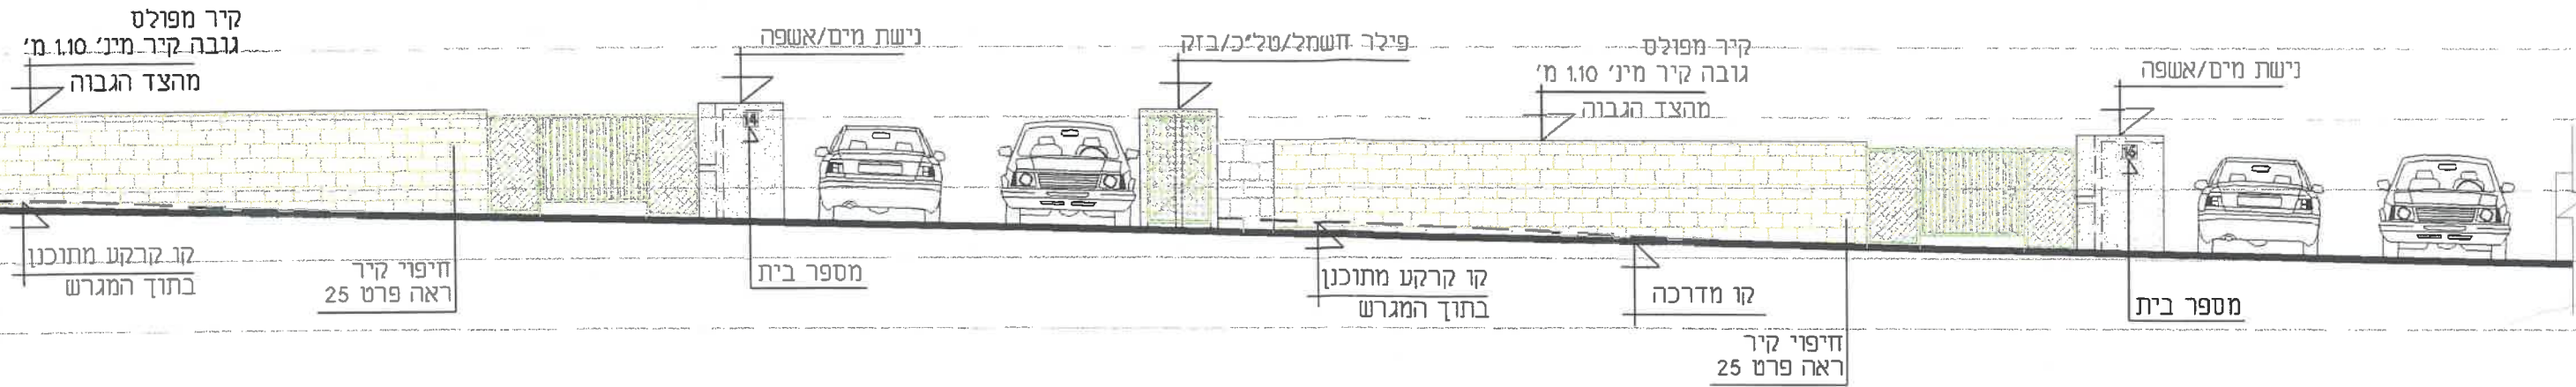 קיר מפולס
גובה קיר מינ׳ 1.10 מ׳
מהצד הגבוה
נישת מים/אשפה
פילר חשמל/טל״כ/בזק
קיר מפולס
גובה קיר מינ׳ 1.10 מ׳
מהצד הגבוה
נישת מים/אשפה
14
16
קו קרקע מתוכנן
בתוך המגרש
חיפוי קיר
ראה פרט 25
מספר בית
קו קרקע מתוכנן
בתוך המגרש
קו מדרכה
חיפוי קיר
ראה פרט 25
מספר בית